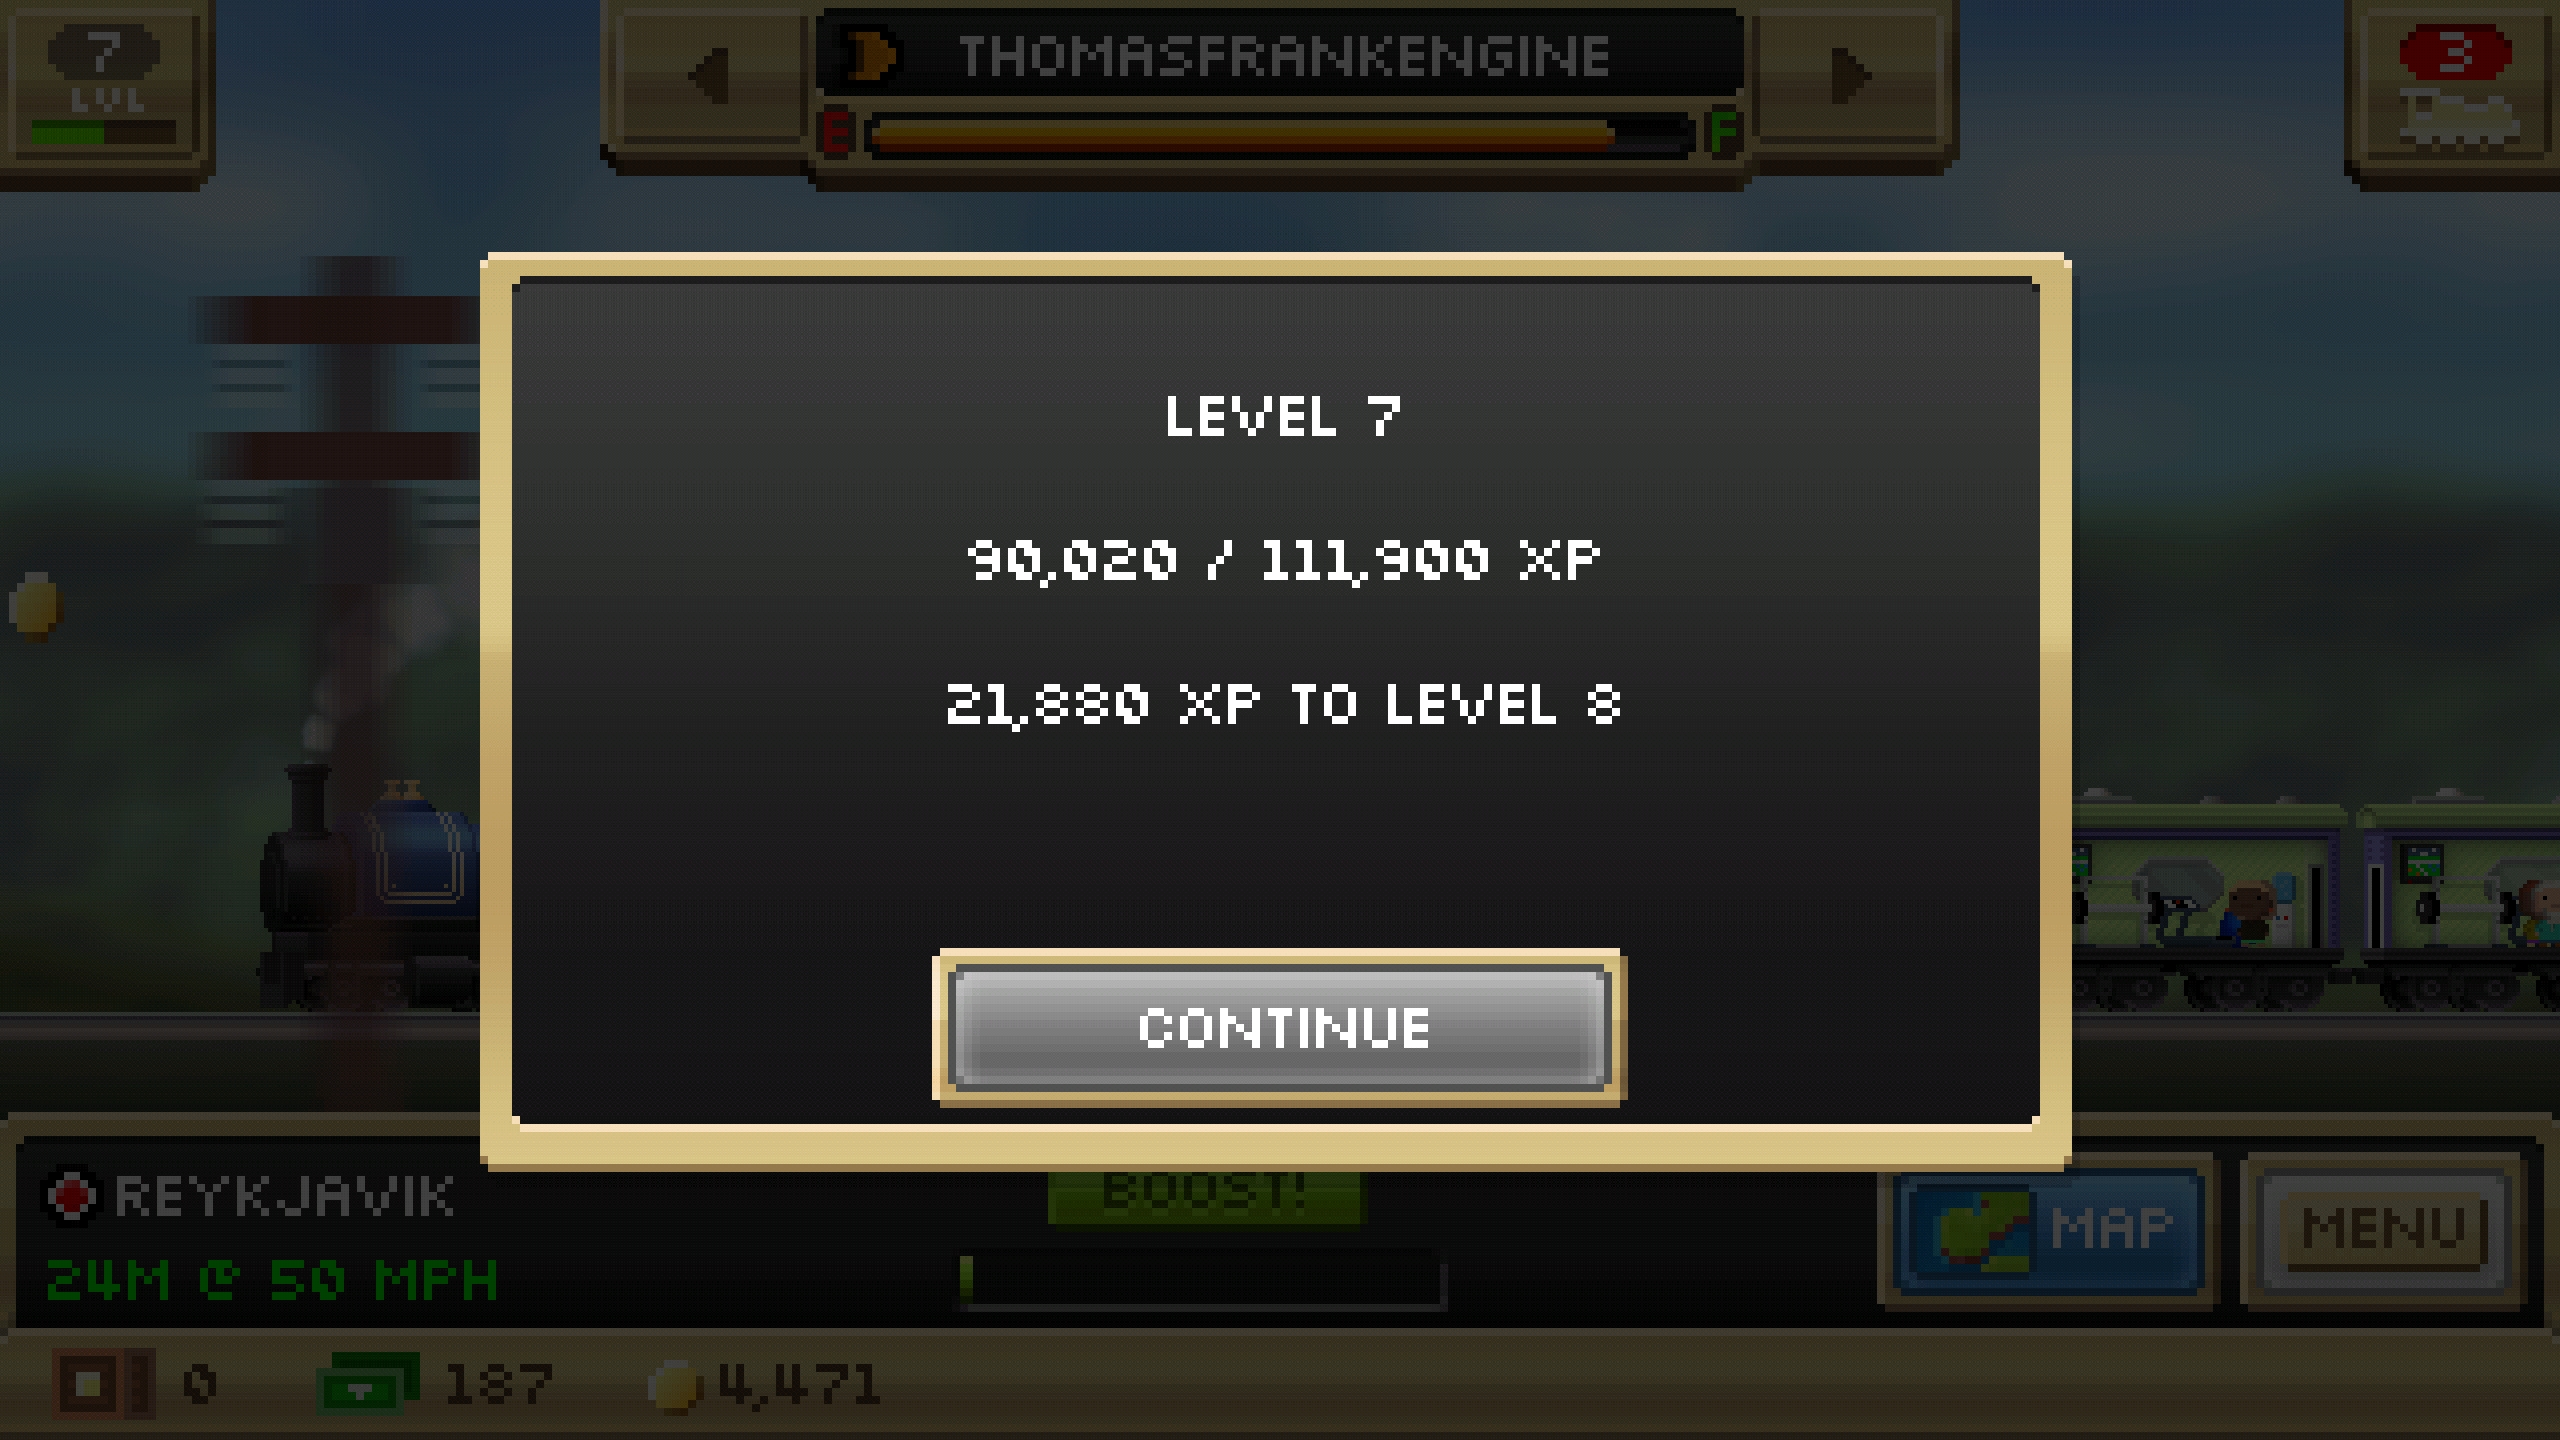 7
LVL
THOMASFRANKENGINE
E
F
3
LEVEL 7
90,020 / 111,900 XP
21,880 XP TO LEVEL 8
CONTINUE
REYKJAVIK
24M @ 50 MPH
BOOST!
MAP
MENU
0
187
4,471